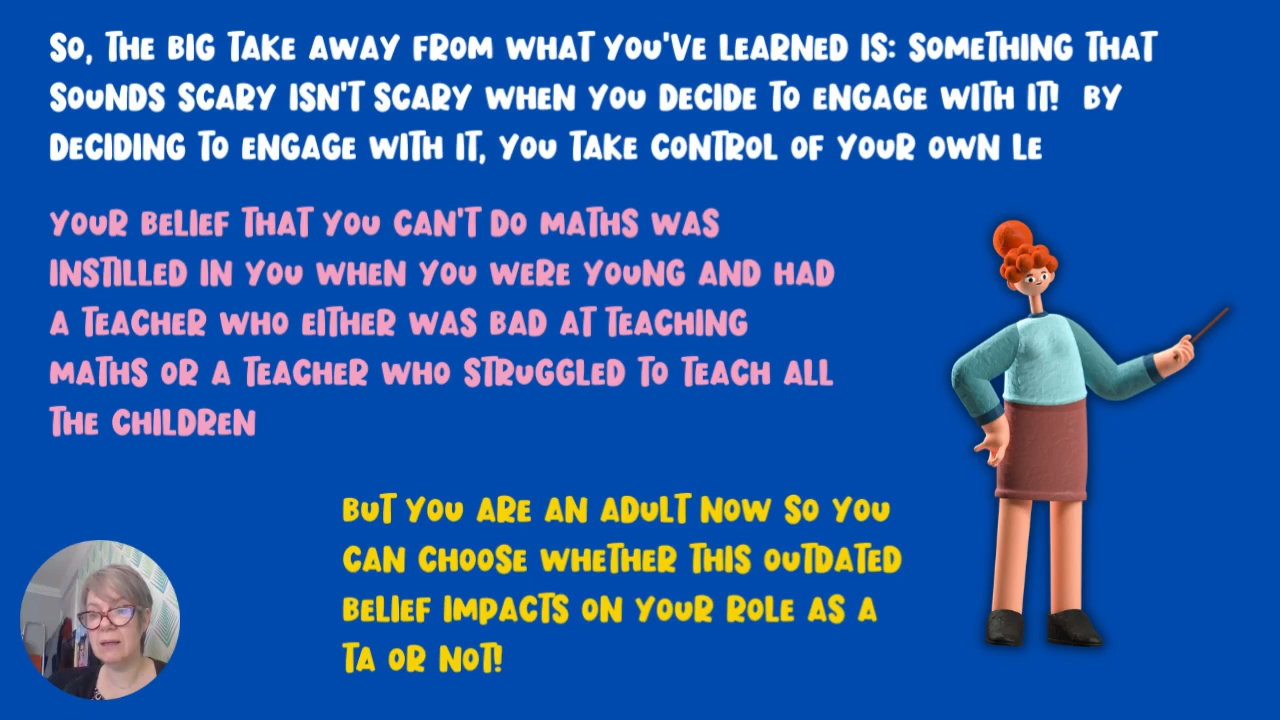 SO, THE BIG TAKE AWAY FROM WHAT YOU'VE LEARNED IS: SOMETHING THAT
SOUNDS SCARY ISN'T SCARY WHEN YOU DECIDE TO ENGAGE WITH IT! BY
DECIDING TO ENGAGE WITH IT, YOU TAKE CONTROL OF YOUR OWN LE
YOUR BELIEF THAT YOU CAN'T DO MATHS WAS
INSTILLED IN YOU WHEN YOU WERE YOUNG AND HAD
A TEACHER WHO EITHER WAS BAD AT TEACHING
MATHS OR A TEACHER WHO STRUGGLED TO TEACH ALL
THE CHILDREN
BUT YOU ARE AN ADULT NOW SO YOU
CAN CHOOSE WHETHER THIS OUTDATED
BELIEF IMPACTS ON YOUR ROLE AS A
TA OR NOT!